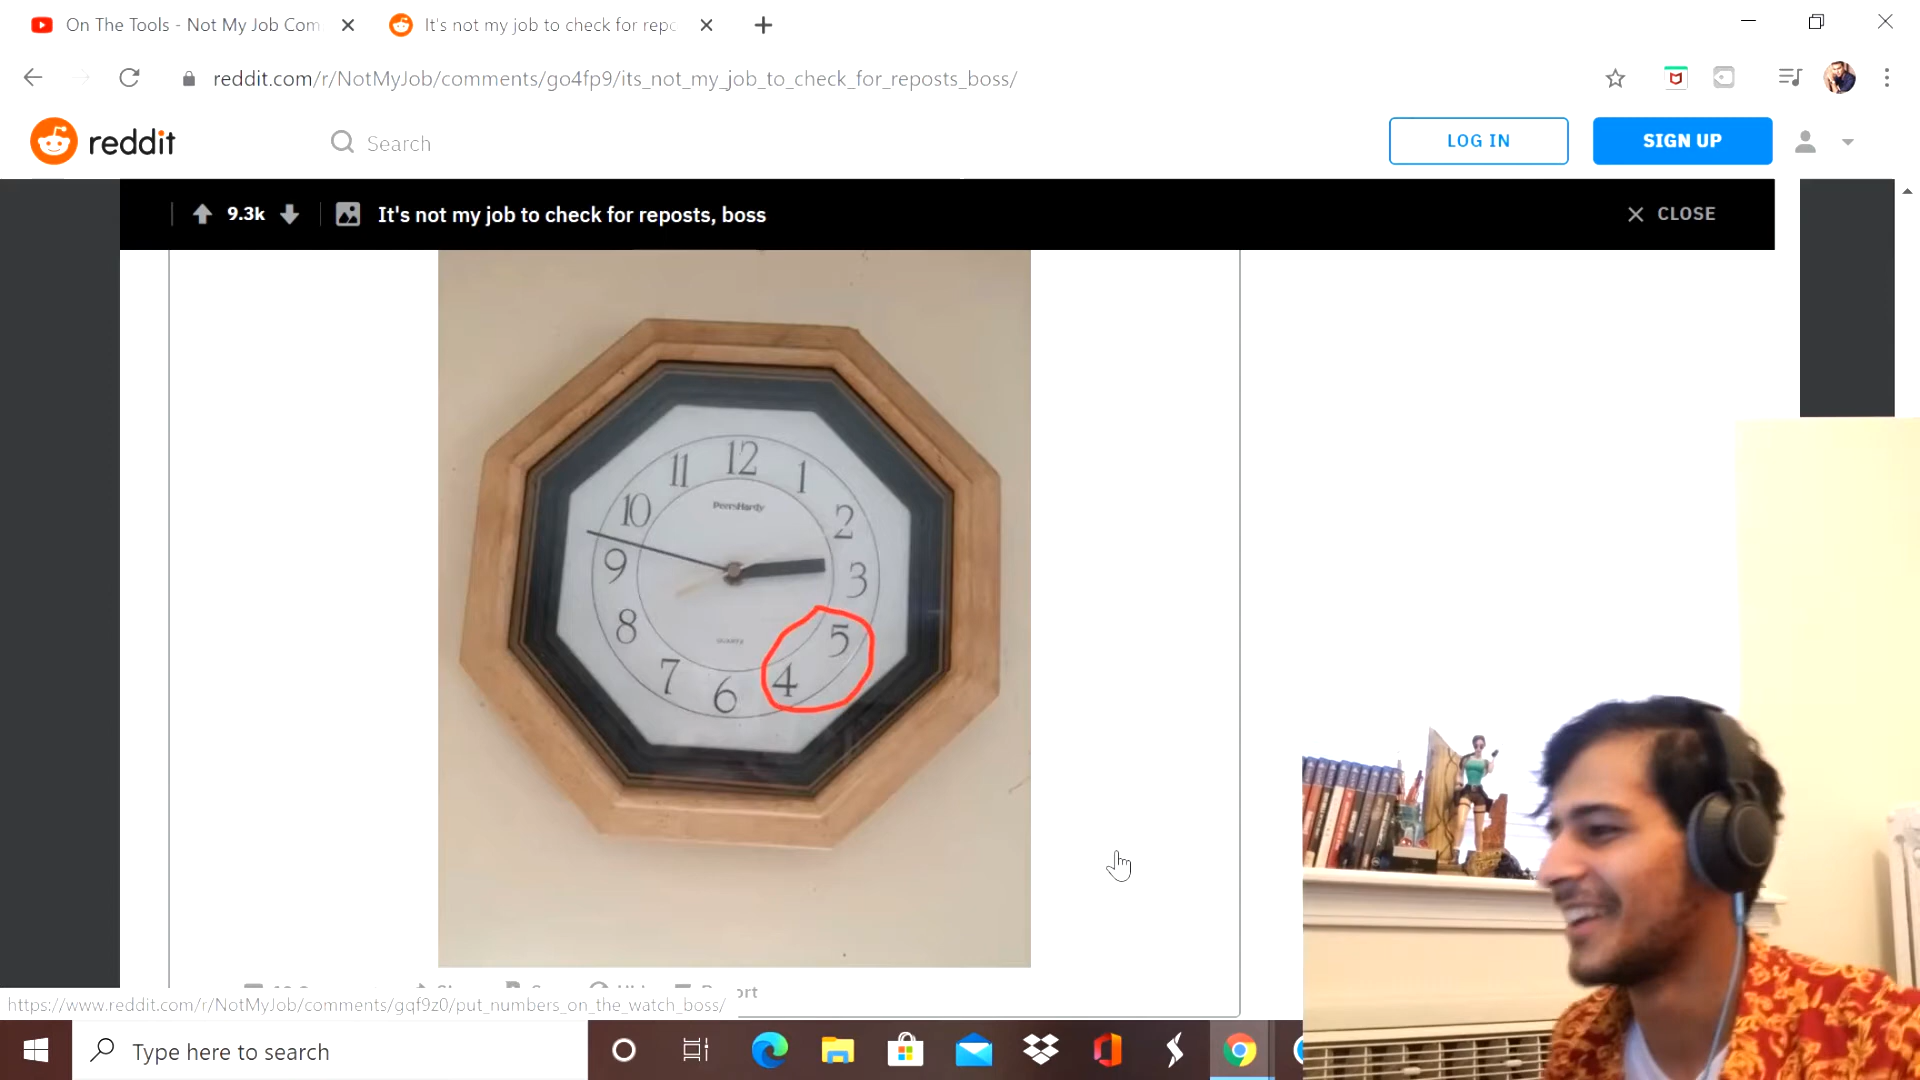 On The Tools - Not My Job Com
It's not my job to check for repo
reddit.com/r/NotMyJob/comments/go4fp9/its_not_my_job_to_check_for_reposts_boss/
reddit
Search
LOG IN
SIGN UP
9.3k
It's not my job to check for reposts, boss
CLOSE
12
11
1
10
PeersHardy
2
9
3
8
QUARTZ
5
7
4
6
ort
https://www.reddit.com/r/NotMyJob/comments/gqf9z0/put_numbers_on_the_watch_boss/
Type here to search